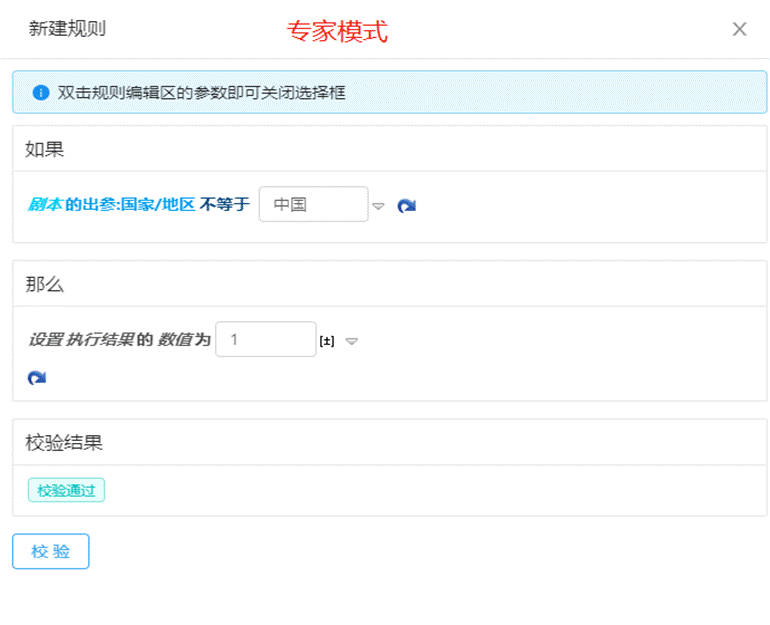 新建规则 专家模式
双击规则编辑区的参数即可关闭选择框
如果
剧本的出参:国家/地区 不等于 中国
那么
设置 执行结果的 数值为 1 [±]
校验结果
校验通过
校 验